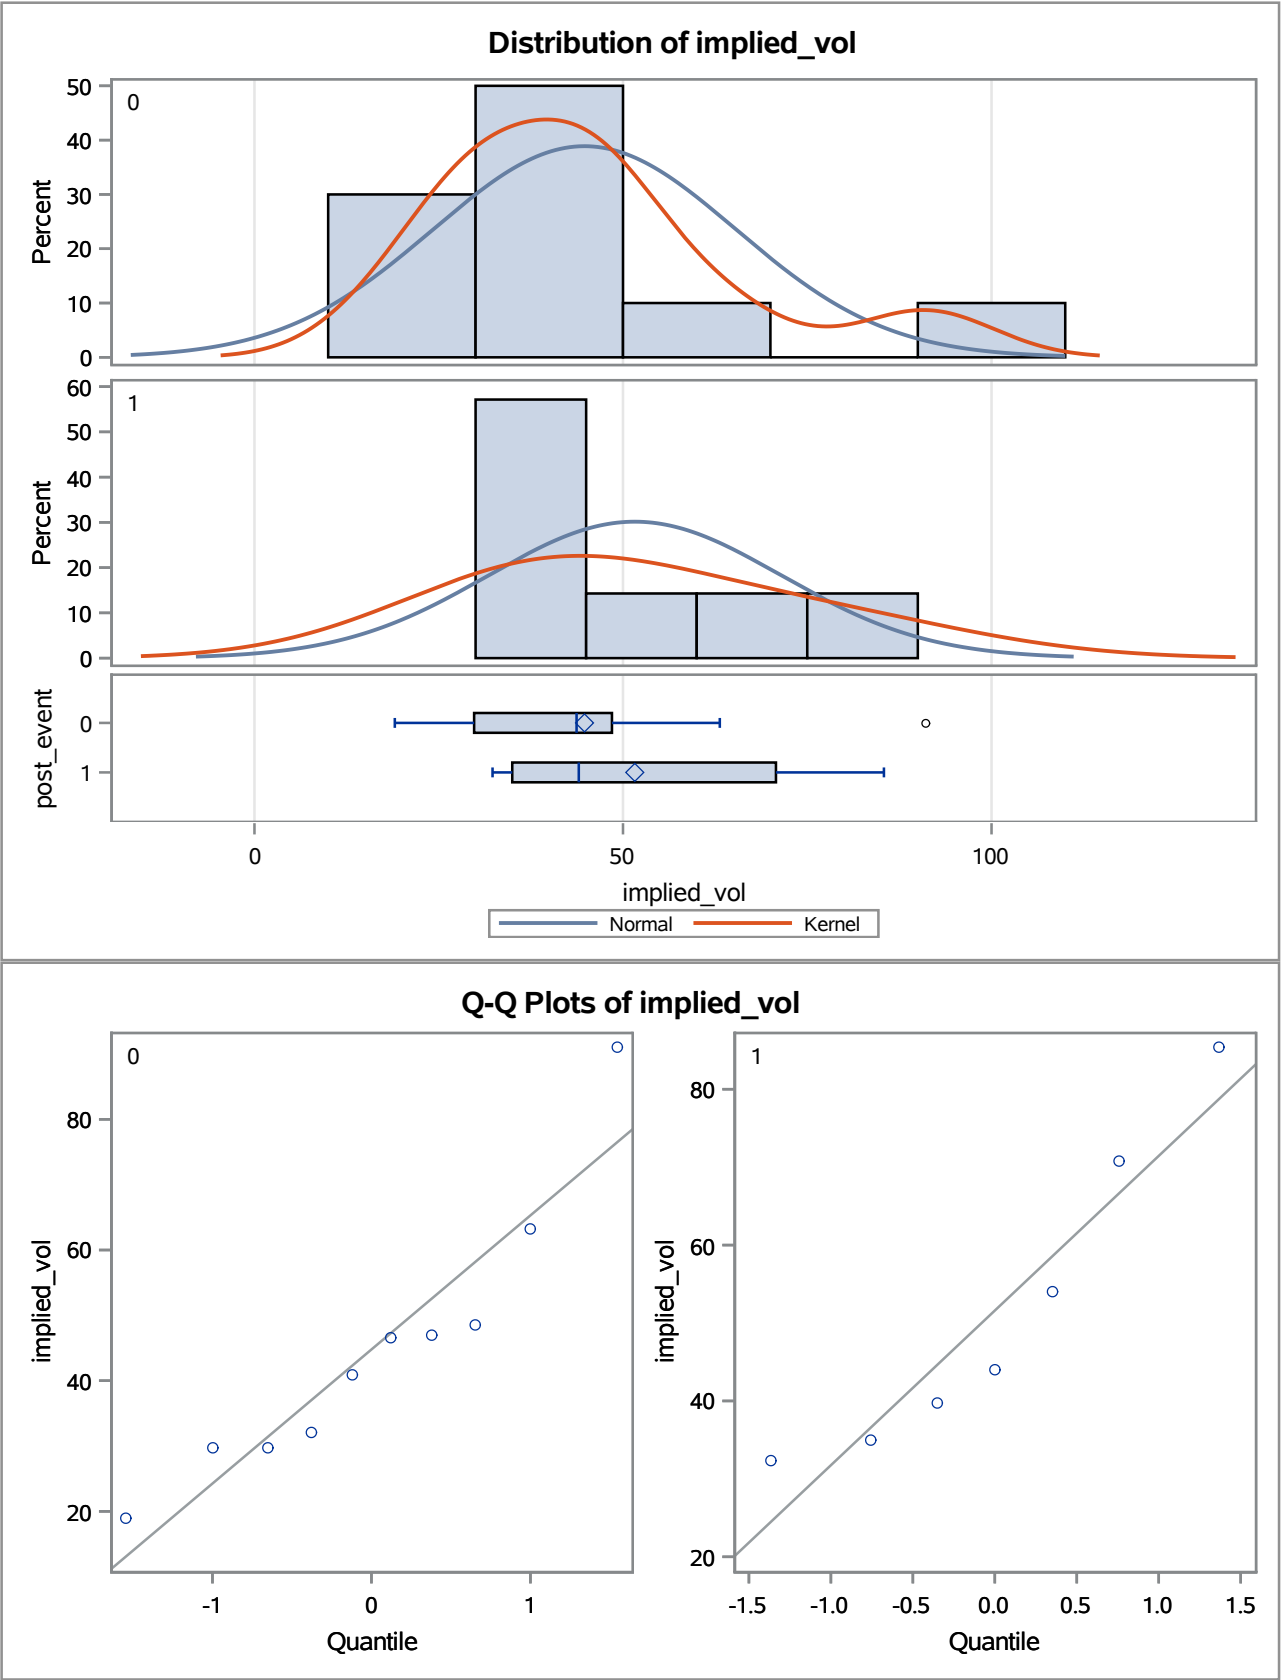 Distribution of implied_vol
0
50
40
30
20
10
0
Percent
1
60
50
40
30
20
10
0
Percent
post_event
0
1
0 50 100
implied_vol
Normal Kernel
Q-Q Plots of implied_vol
0
80
60
40
20
implied_vol
-1 0 1
Quantile
1
80
60
40
20
implied_vol
-1.5 -1.0 -0.5 0.0 0.5 1.0 1.5
Quantile